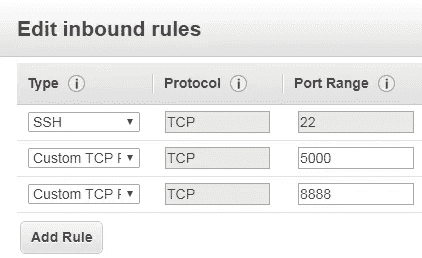 Edit inbound rules
Type i Protocol i Port Range i
SSH TCP 22
Custom TCP F TCP 5000
Custom TCP F TCP 8888
Add Rule